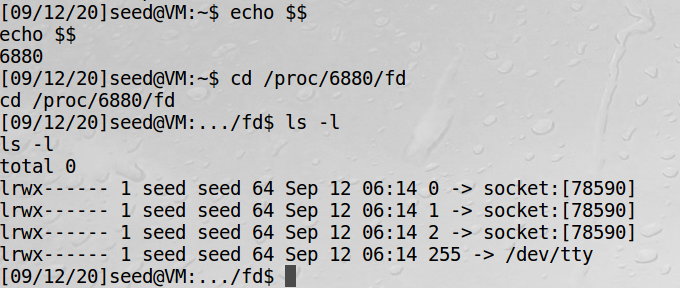 [09/12/20]seed@VM:~$ echo $$
echo $$
6880
[09/12/20]seed@VM:~$ cd /proc/6880/fd
cd /proc/6880/fd
[09/12/20]seed@VM:.../fd$ ls -l
ls -l
total 0
lrwx------ 1 seed seed 64 Sep 12 06:14 0 -> socket:[78590]
lrwx------ 1 seed seed 64 Sep 12 06:14 1 -> socket:[78590]
lrwx------ 1 seed seed 64 Sep 12 06:14 2 -> socket:[78590]
lrwx------ 1 seed seed 64 Sep 12 06:14 255 -> /dev/tty
[09/12/20]seed@VM:.../fd$